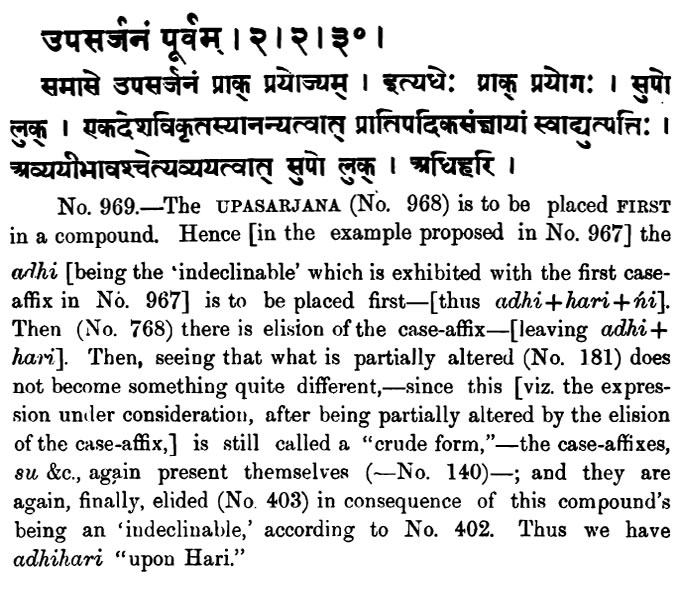 उपसर्जनं पूर्वम् । २ । २ । ३० ।
समासे उपसर्जनं प्राक् प्रयोज्यम् । इत्यधेः प्राक् प्रयोगः । सुपो
लुक् । एकदेशविकृतस्यानन्यत्वात् प्रातिपदिकसंज्ञायां स्वाद्युत्पत्तिः ।
अव्ययीभावश्चेत्यव्ययत्वात् सुपो लुक् । अधिहरि ।
No. 969.—The UPASARJANA (No. 968) is to be placed FIRST
in a compound. Hence [in the example proposed in No. 967] the
adhi [being the ‘indeclinable’ which is exhibited with the first case-
affix in No. 967] is to be placed first—[thus adhi+hari+ṅi].
Then (No. 768) there is elision of the case-affix—[leaving adhi+
hari]. Then, seeing that what is partially altered (No. 181) does
not become something quite different,—since this [viz. the expres-
sion under consideration, after being partially altered by the elision
of the case-affix,] is still called a “crude form,”—the case-affixes,
su &c., again present themselves (—No. 140)—; and they are
again, finally, elided (No. 403) in consequence of this compound’s
being an ‘indeclinable,’ according to No. 402. Thus we have
adhihari “upon Hari.”